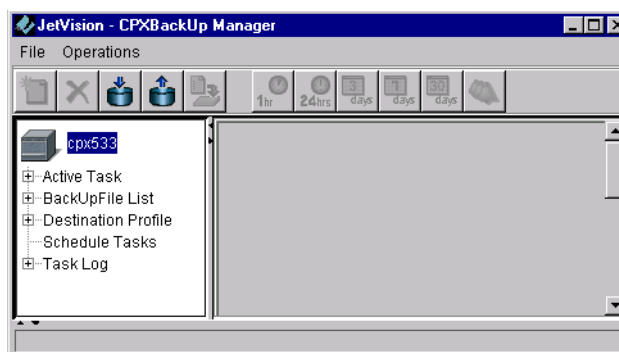 JetVision - CPXBackUp Manager
File Operations
1hr 24hrs 3 days 7 days 30 days
cpx533
Active Task
BackUpFile List
Destination Profile
Schedule Tasks
Task Log